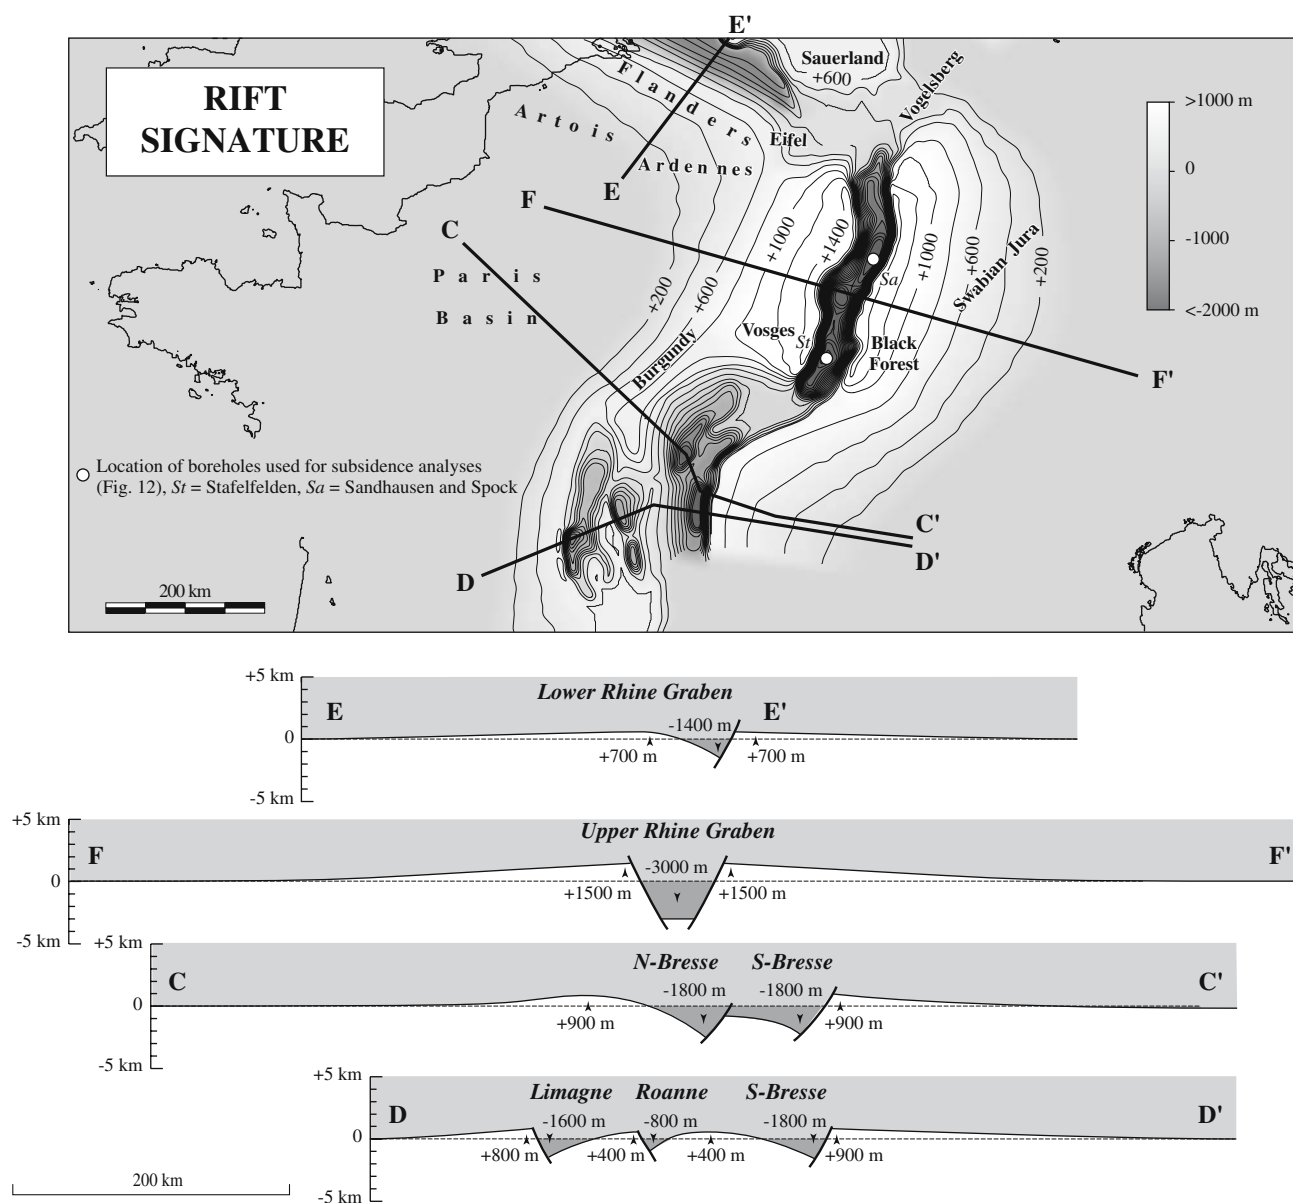 RIFT
SIGNATURE
E'
Sauerland
+600
Vogelsberg
Flanders
Artois
Eifel
Ardennes
E
F
C
Paris
Basin
+200
+600
+1000
+1400
+1000
+600
+200
Swabian Jura
Sa
Vosges
St
Black
Forest
Burgundy
F'
>1000 m
0
-1000
<-2000 m
Location of boreholes used for subsidence analyses
(Fig. 12), St = Stafelfelden, Sa = Sandhausen and Spock
C'
D'
D
200 km
+5 km
0
-5 km
E
Lower Rhine Graben
-1400 m
E'
+700 m
+700 m
+5 km
0
-5 km
F
Upper Rhine Graben
-3000 m
F'
+1500 m
+1500 m
+5 km
0
-5 km
C
N-Bresse
S-Bresse
-1800 m
-1800 m
C'
+900 m
+900 m
+5 km
0
-5 km
D
Limagne
Roanne
S-Bresse
-1600 m
-800 m
-1800 m
D'
+800 m
+400 m
+400 m
+900 m
200 km